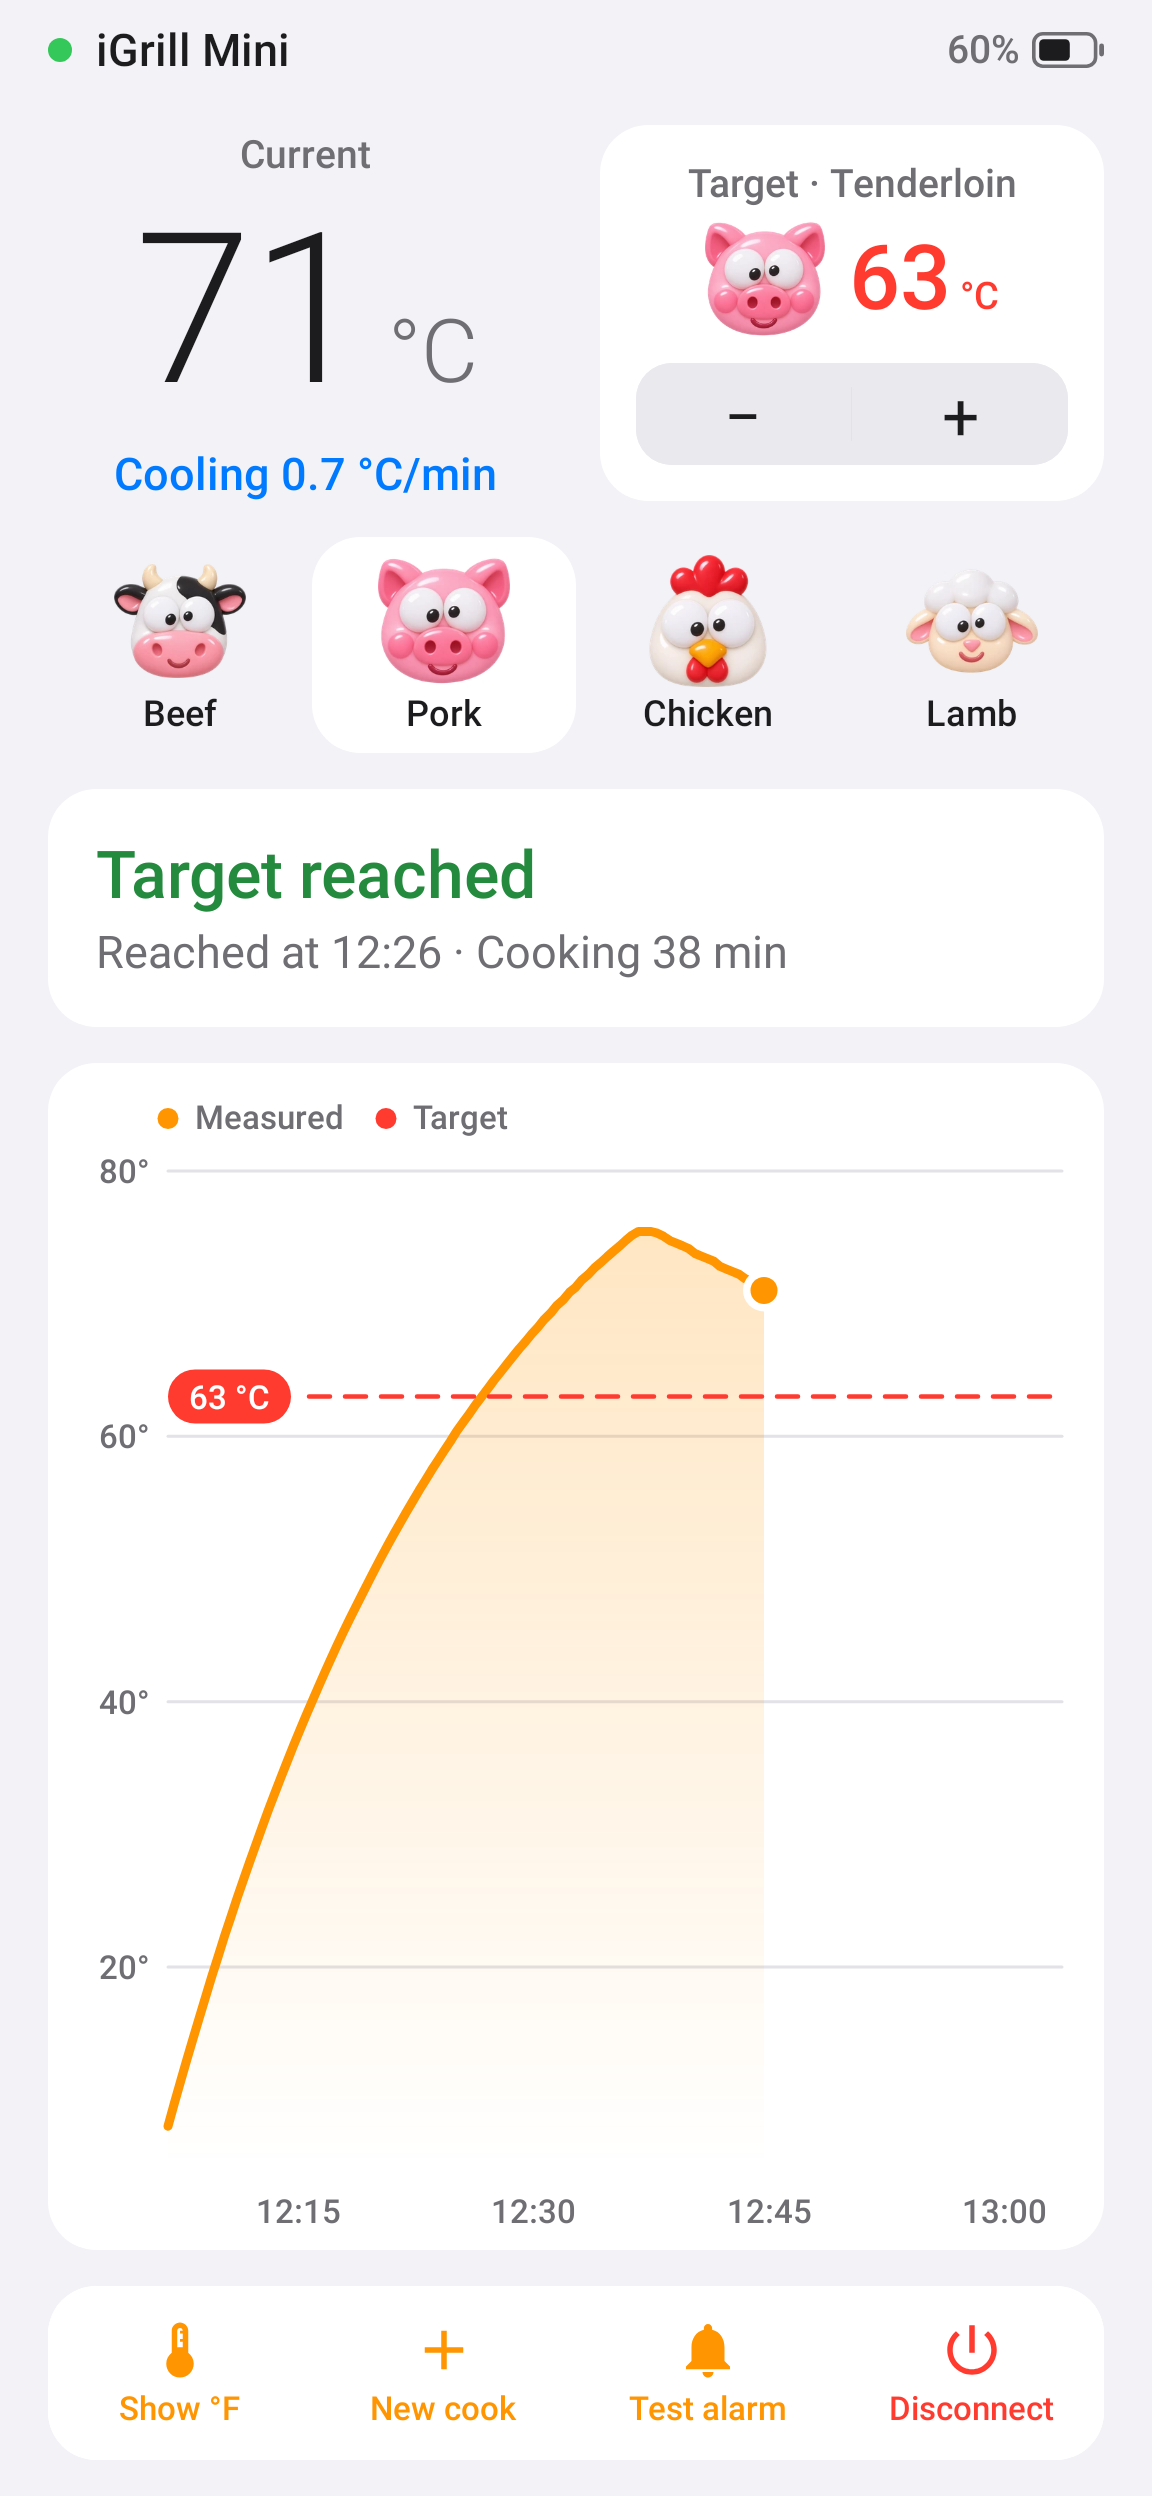 iGrill Mini
60%
Current
71 °C
Cooling 0.7 °C/min
Target · Tenderloin
63 °C
− +
Beef
Pork
Chicken
Lamb
Target reached
Reached at 12:26 · Cooking 38 min
Measured
Target
80°
63 °C
60°
40°
20°
12:15
12:30
12:45
13:00
Show °F
New cook
Test alarm
Disconnect